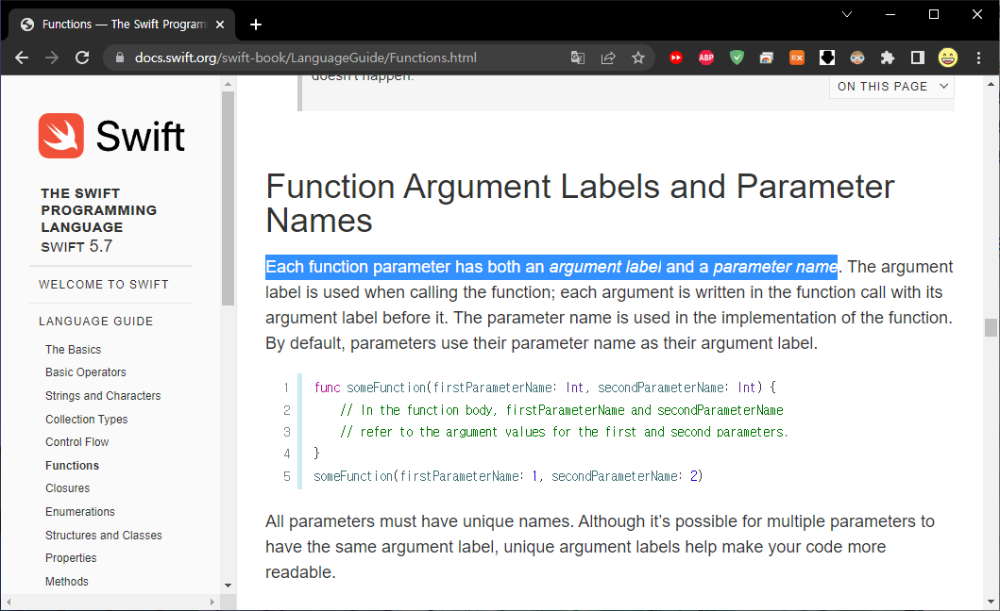 Functions — The Swift Program
docs.swift.org/swift-book/LanguageGuide/Functions.html
ABP
EX
doesn't happen.
ON THIS PAGE
Swift
THE SWIFT
PROGRAMMING
LANGUAGE
SWIFT 5.7
WELCOME TO SWIFT
LANGUAGE GUIDE
The Basics
Basic Operators
Strings and Characters
Collection Types
Control Flow
Functions
Closures
Enumerations
Structures and Classes
Properties
Methods
Function Argument Labels and Parameter
Names
Each function parameter has both an argument label and a parameter name. The argument
label is used when calling the function; each argument is written in the function call with its
argument label before it. The parameter name is used in the implementation of the function.
By default, parameters use their parameter name as their argument label.
1 func someFunction(firstParameterName: Int, secondParameterName: Int) {
2 // In the function body, firstParameterName and secondParameterName
3 // refer to the argument values for the first and second parameters.
4 }
5 someFunction(firstParameterName: 1, secondParameterName: 2)
All parameters must have unique names. Although it's possible for multiple parameters to
have the same argument label, unique argument labels help make your code more
readable.